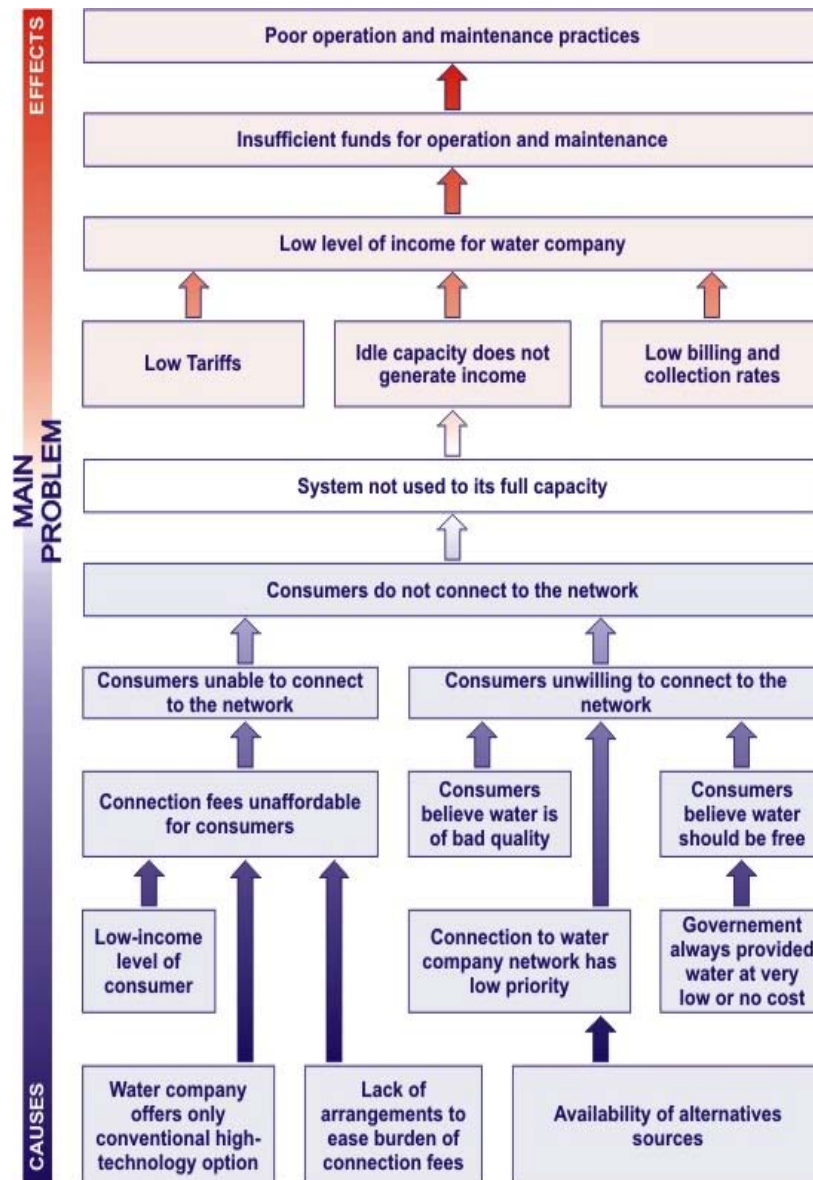 EFFECTS
Poor operation and maintenance practices
Insufficient funds for operation and maintenance
Low level of income for water company
Low Tariffs
Idle capacity does not
generate income
Low billing and
collection rates
MAIN
PROBLEM
System not used to its full capacity
Consumers do not connect to the network
Consumers unable to connect
to the network
Consumers unwilling to connect to the
network
Connection fees unaffordable
for consumers
Consumers
believe water is
of bad quality
Consumers
believe water
should be free
Low-income
level of
consumer
Connection to water
company network has
low priority
Governement
always provided
water at very
low or no cost
CAUSES
Water company
offers only
conventional high-
technology option
Lack of
arrangements to
ease burden of
connection fees
Availability of alternatives
sources